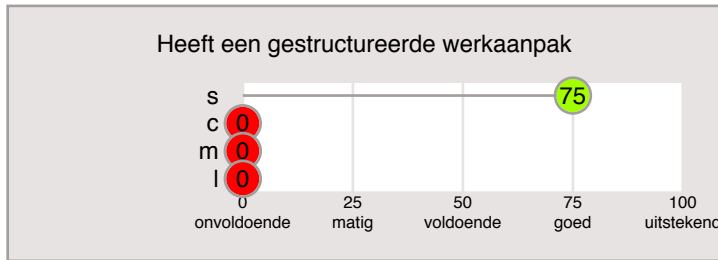 Heeft een gestructureerde werkaanpak
s 75
c 0
m 0
l 0
0 25 50 75 100
onvoldoende matig voldoende goed uitstekend